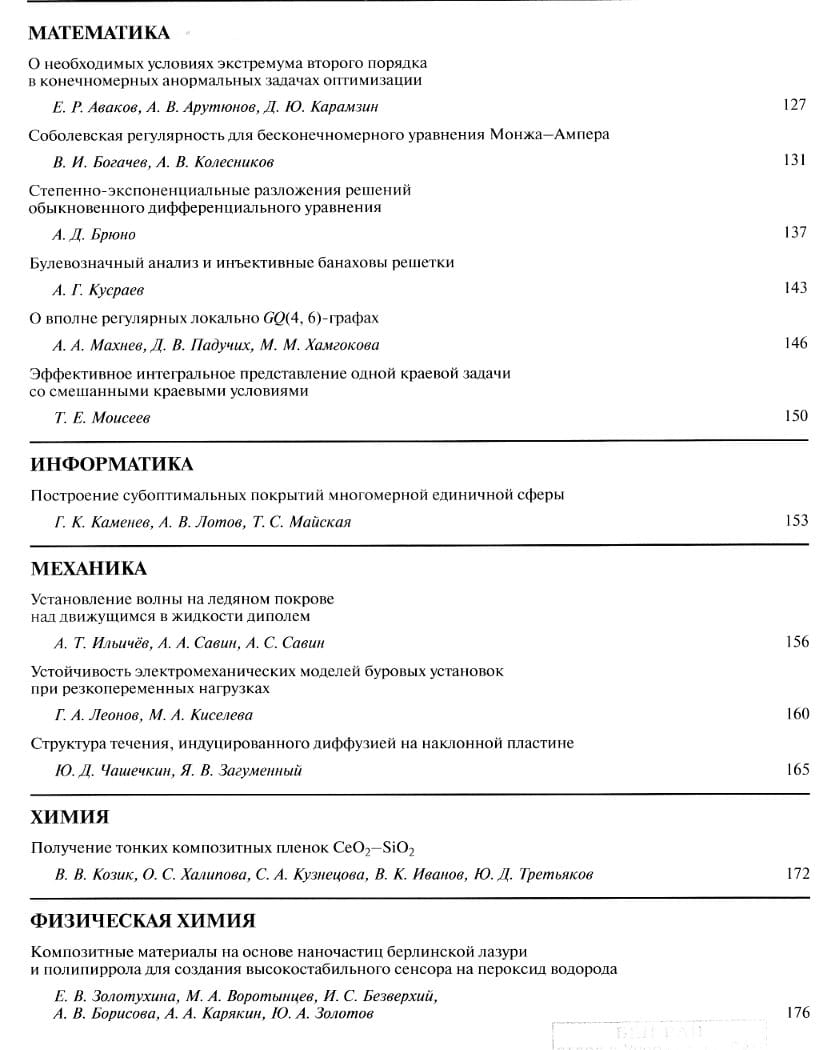 МАТЕМАТИКА
О необходимых условиях экстремума второго порядка
в конечномерных анормальных задачах оптимизации
Е. Р. Аваков, А. В. Арутюнов, Д. Ю. Карамзин 127
Соболевская регулярность для бесконечномерного уравнения Монжа–Ампера
В. И. Богачев, А. В. Колесников 131
Степенно-экспоненциальные разложения решений
обыкновенного дифференциального уравнения
А. Д. Брюно 137
Булевозначный анализ и инъективные банаховы решетки
А. Г. Кусраев 143
О вполне регулярных локально GQ(4, 6)-графах
А. А. Махнев, Д. В. Падучих, М. М. Хамгокова 146
Эффективное интегральное представление одной краевой задачи
со смешанными краевыми условиями
Т. Е. Моисеев 150
ИНФОРМАТИКА
Построение субоптимальных покрытий многомерной единичной сферы
Г. К. Каменев, А. В. Лотов, Т. С. Майская 153
МЕХАНИКА
Установление волны на ледяном покрове
над движущимся в жидкости диполем
А. Т. Ильичёв, А. А. Савин, А. С. Савин 156
Устойчивость электромеханических моделей буровых установок
при резкопеременных нагрузках
Г. А. Леонов, М. А. Киселева 160
Структура течения, индуцированного диффузией на наклонной пластине
Ю. Д. Чашечкин, Я. В. Загуменный 165
ХИМИЯ
Получение тонких композитных пленок CeO₂–SiO₂
В. В. Козик, О. С. Халипова, С. А. Кузнецова, В. К. Иванов, Ю. Д. Третьяков 172
ФИЗИЧЕСКАЯ ХИМИЯ
Композитные материалы на основе наночастиц берлинской лазури
и полипиррола для создания высокостабильного сенсора на пероксид водорода
Е. В. Золотухина, М. А. Воротынцев, И. С. Безверхий,
А. В. Борисова, А. А. Карякин, Ю. А. Золотов 176